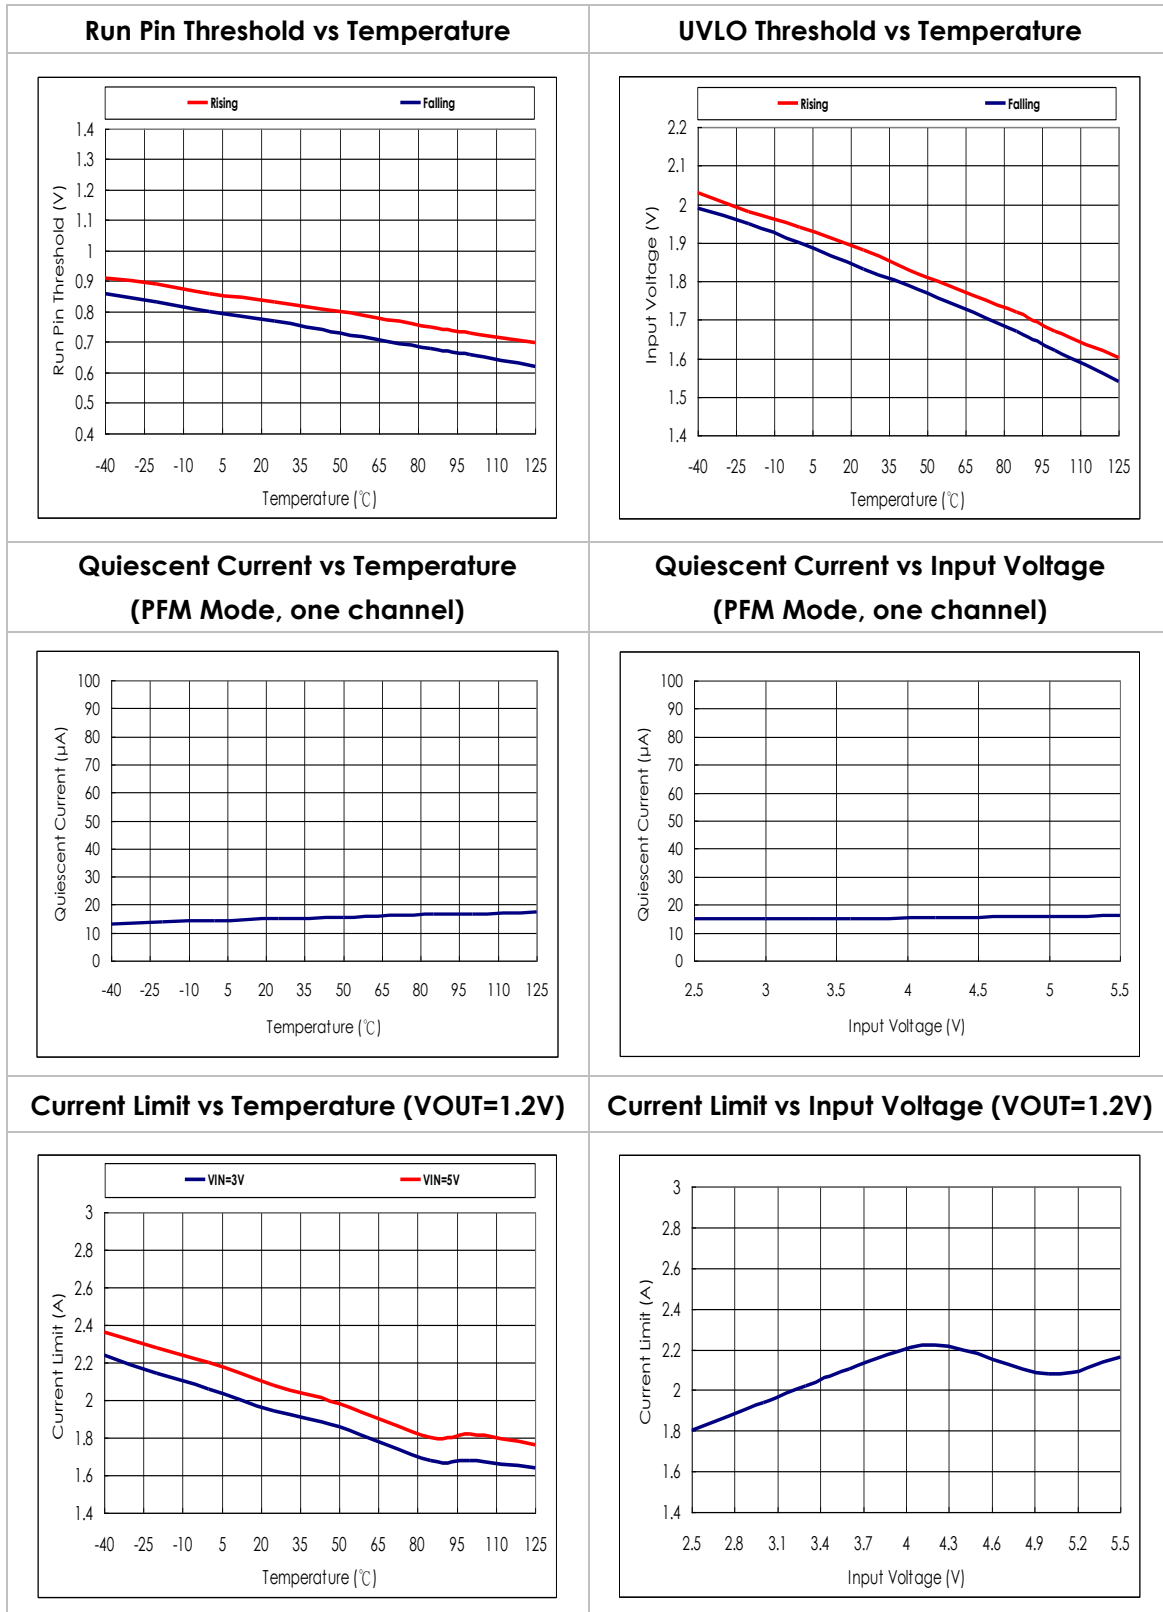 Run Pin Threshold vs Temperature
UVLO Threshold vs Temperature
Rising
Falling
1.4
1.3
1.2
1.1
1
0.9
0.8
0.7
0.6
0.5
0.4
Run Pin Threshold (V)
-40 -25 -10 5 20 35 50 65 80 95 110 125
Temperature (℃)
Rising
Falling
2.2
2.1
2
1.9
1.8
1.7
1.6
1.5
1.4
Input Voltage (V)
-40 -25 -10 5 20 35 50 65 80 95 110 125
Temperature (℃)
Quiescent Current vs Temperature
(PFM Mode, one channel)
Quiescent Current vs Input Voltage
(PFM Mode, one channel)
100
90
80
70
60
50
40
30
20
10
0
Quiescent Current (µA)
-40 -25 -10 5 20 35 50 65 80 95 110 125
Temperature (℃)
100
90
80
70
60
50
40
30
20
10
0
Quiescent Current (µA)
2.5 3 3.5 4 4.5 5 5.5
Input Voltage (V)
Current Limit vs Temperature (VOUT=1.2V)
Current Limit vs Input Voltage (VOUT=1.2V)
VIN=3V
VIN=5V
3
2.8
2.6
2.4
2.2
2
1.8
1.6
1.4
Current Limit (A)
-40 -25 -10 5 20 35 50 65 80 95 110 125
Temperature (℃)
3
2.8
2.6
2.4
2.2
2
1.8
1.6
1.4
Current Limit (A)
2.5 2.8 3.1 3.4 3.7 4 4.3 4.6 4.9 5.2 5.5
Input Voltage (V)